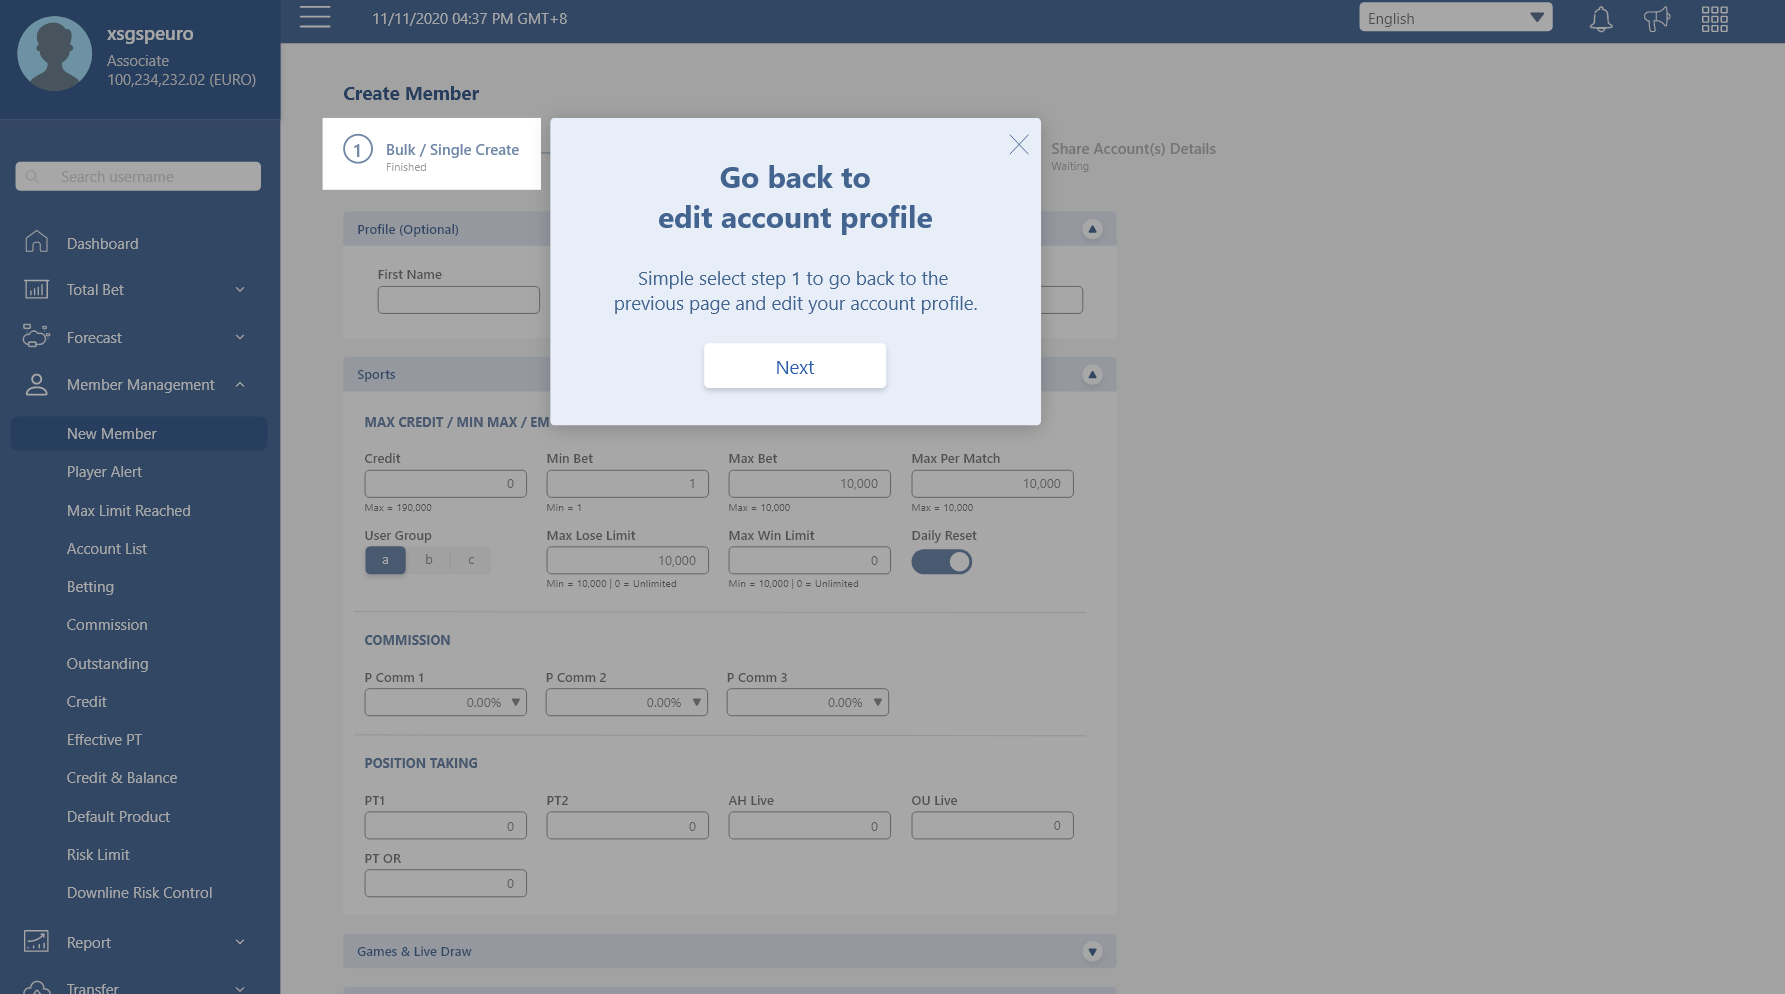 xsgspeuro
Associate
100,234,232.02 (EURO)
11/11/2020 04:37 PM GMT+8
English
Search username
Dashboard
Total Bet
Forecast
Member Management
New Member
Player Alert
Max Limit Reached
Account List
Betting
Commission
Outstanding
Credit
Effective PT
Credit & Balance
Default Product
Risk Limit
Downline Risk Control
Report
Transfer
Create Member
1
Bulk / Single Create
Finished
Share Account(s) Details
Waiting
Go back to
edit account profile
Simple select step 1 to go back to the
previous page and edit your account profile.
Next
Profile (Optional)
First Name
Sports
MAX CREDIT / MIN MAX / EM
Credit Min Bet Max Bet Max Per Match
0 1 10,000 10,000
Max = 190,000 Min = 1 Max = 10,000 Max = 10,000
User Group Max Lose Limit Max Win Limit Daily Reset
a b c 10,000 0
Min = 10,000 | 0 = Unlimited Min = 10,000 | 0 = Unlimited
COMMISSION
P Comm 1 P Comm 2 P Comm 3
0.00% 0.00% 0.00%
POSITION TAKING
PT1 PT2 AH Live OU Live
0 0 0 0
PT OR
0
Games & Live Draw